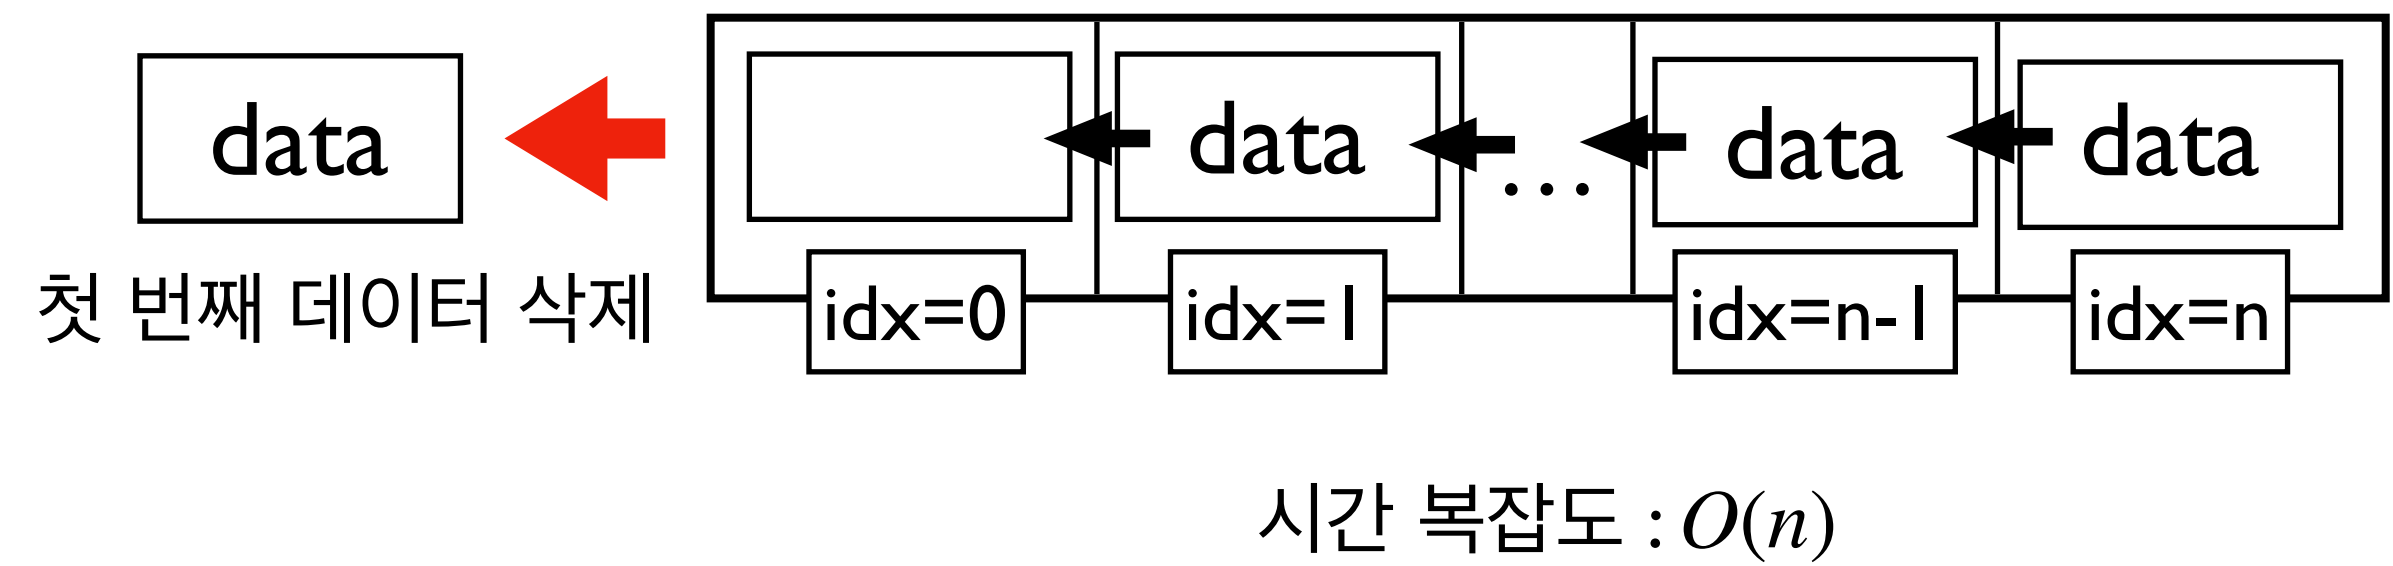 data
data
...
data
data
idx=0
idx=1
idx=n-1
idx=n
첫 번째 데이터 삭제
시간 복잡도 : O(n)